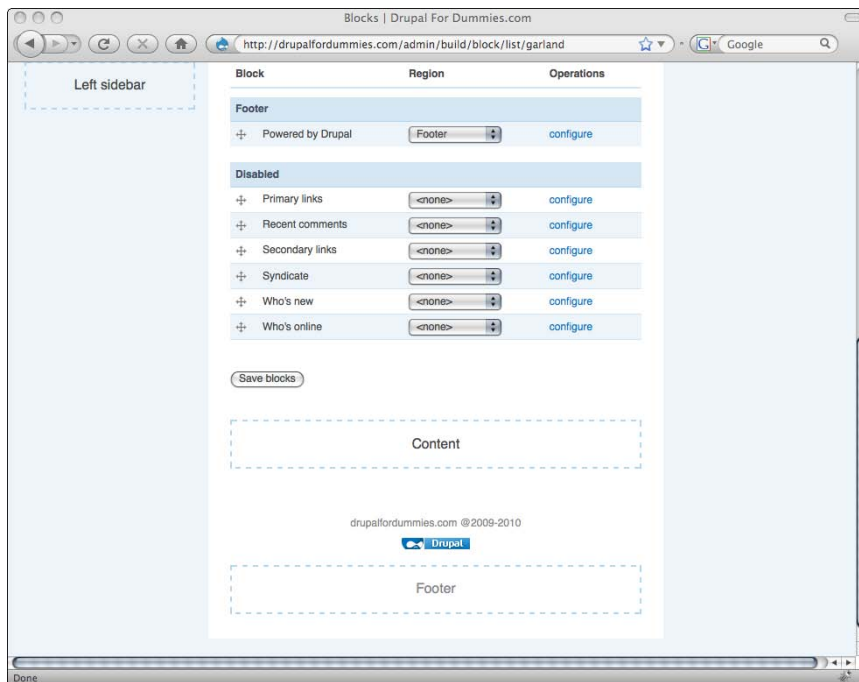 Blocks | Drupal For Dummies.com
http://drupalfordummies.com/admin/build/block/list/garland
Google
Left sidebar
Block Region Operations
Footer
Powered by Drupal Footer configure
Disabled
Primary links <none> configure
Recent comments <none> configure
Secondary links <none> configure
Syndicate <none> configure
Who's new <none> configure
Who's online <none> configure
Save blocks
Content
drupalfordummies.com @2009-2010
Drupal
Footer
Done